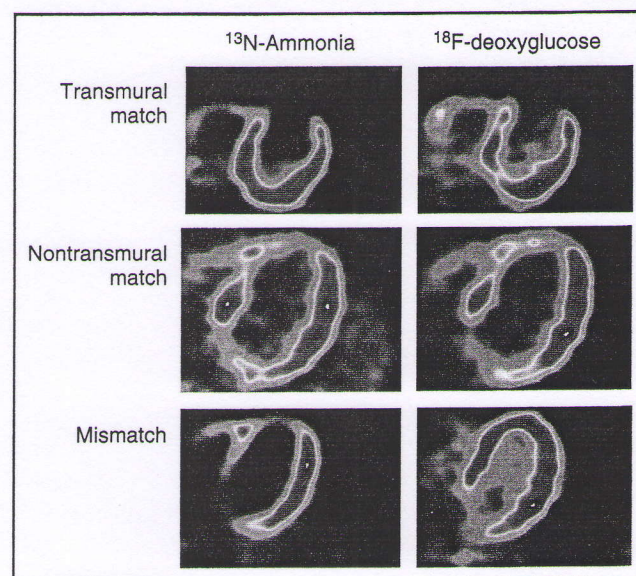 ¹³N-Ammonia
¹⁸F-deoxyglucose
Transmural
match
Nontransmural
match
Mismatch